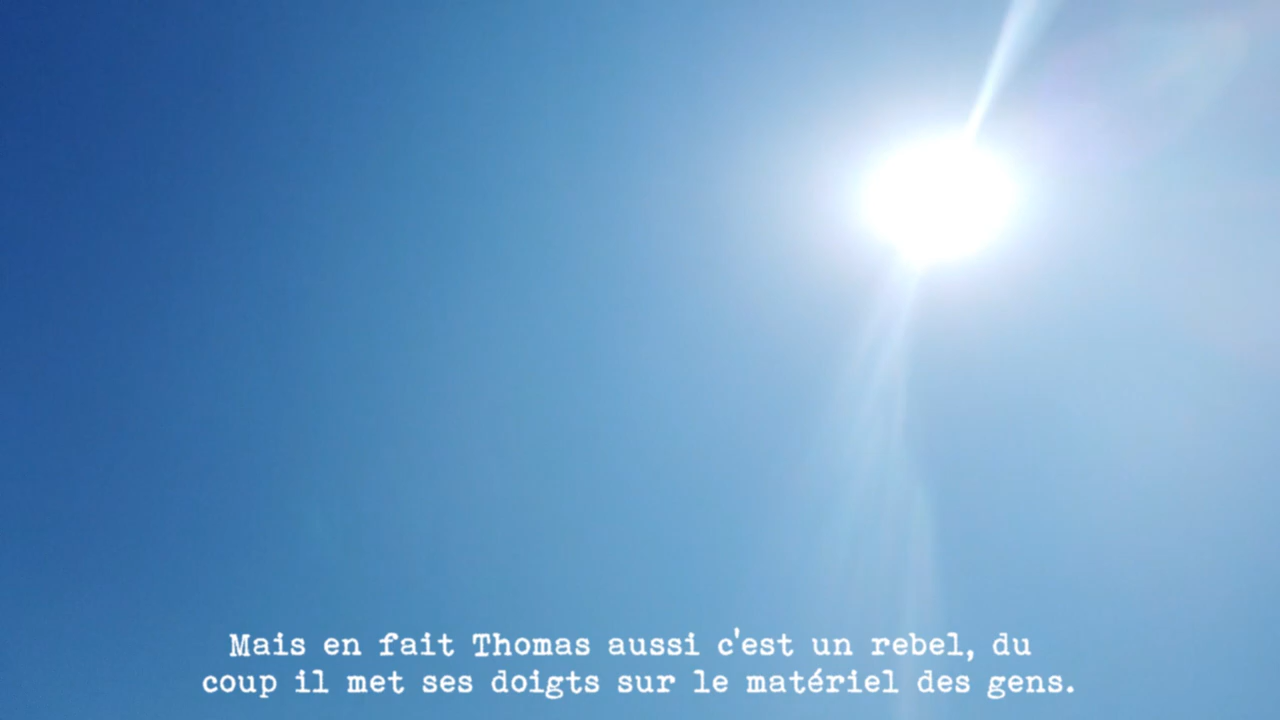 Mais en fait Thomas aussi c'est un rebel, du
coup il met ses doigts sur le matériel des gens.